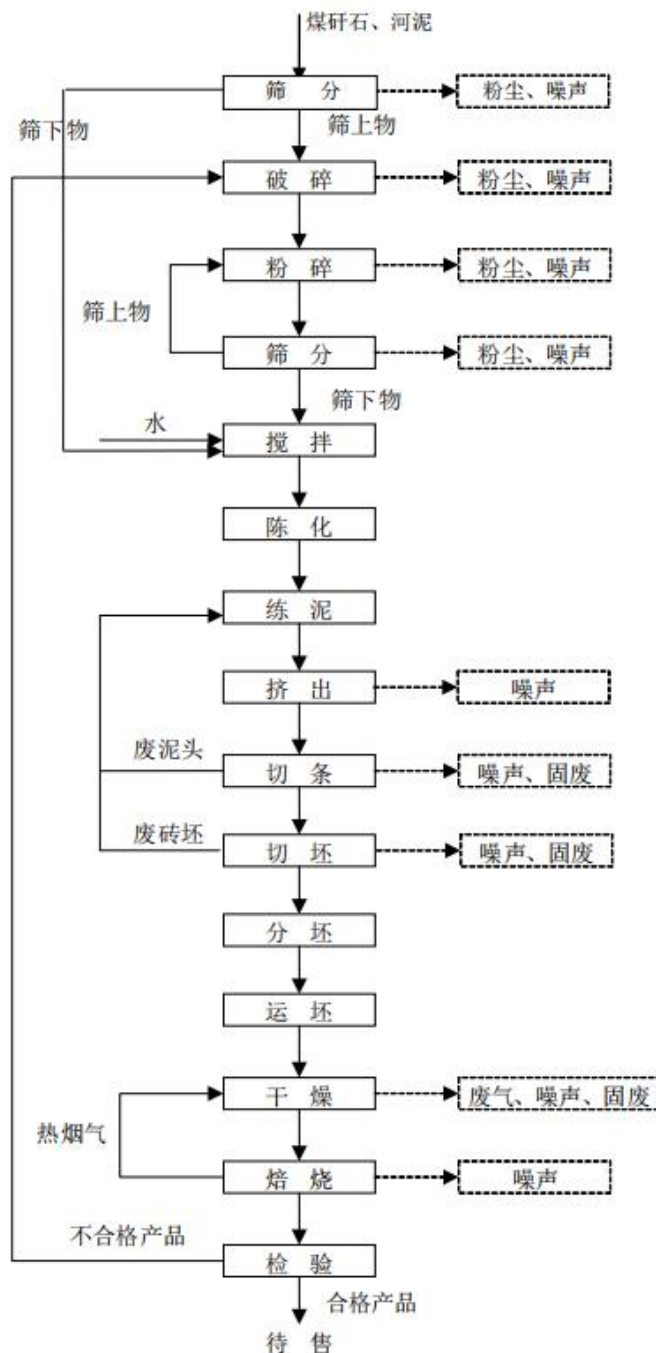 煤矸石、河泥
筛 分
粉尘、噪声
筛下物
筛上物
破 碎
粉尘、噪声
粉 碎
粉尘、噪声
筛上物
筛 分
粉尘、噪声
筛下物
水
搅 拌
陈 化
练 泥
挤 出
噪声
废泥头
切 条
噪声、固废
废砖坯
切 坯
噪声、固废
分 坯
运 坯
干 燥
废气、噪声、固废
热烟气
焙 烧
噪声
不合格产品
检 验
合格产品
待 售